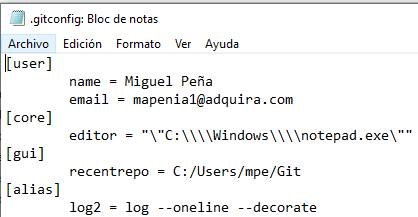 .gitconfig: Bloc de notas
Archivo Edición Formato Ver Ayuda
[user]
name = Miguel Peña
email = mapenia1@adquira.com
[core]
editor = "\"C:\\\\Windows\\\\notepad.exe\""
[gui]
recentrepo = C:/Users/mpe/Git
[alias]
log2 = log --oneline --decorate